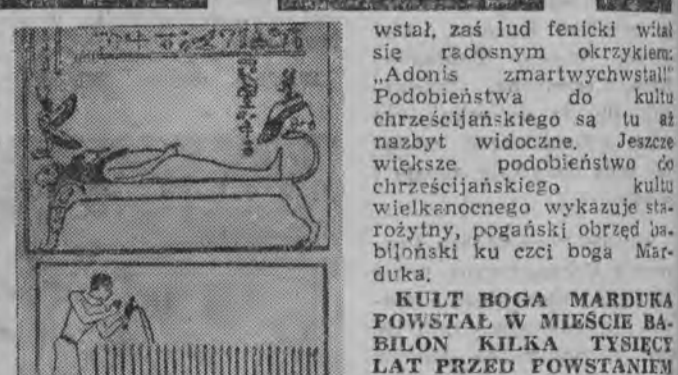 wstał, zaś lud fenicki witał
się radosnym okrzykiem:
„Adonis zmartwychwstał!"
Podobieństwa do kultu
chrześcijańskiego są tu aż
nazbyt widoczne. Jeszcze
większe podobieństwo do
chrześcijańskiego kultu
wielkanocnego wykazuje sta-
rożytny, pogański obrzęd ba-
biloński ku czci boga Mar-
duka.
KULT BOGA MARDUKA
POWSTAŁ W MIEŚCIE BA-
BILON KILKA TYSIĘCY
LAT PRZED POWSTANIEM